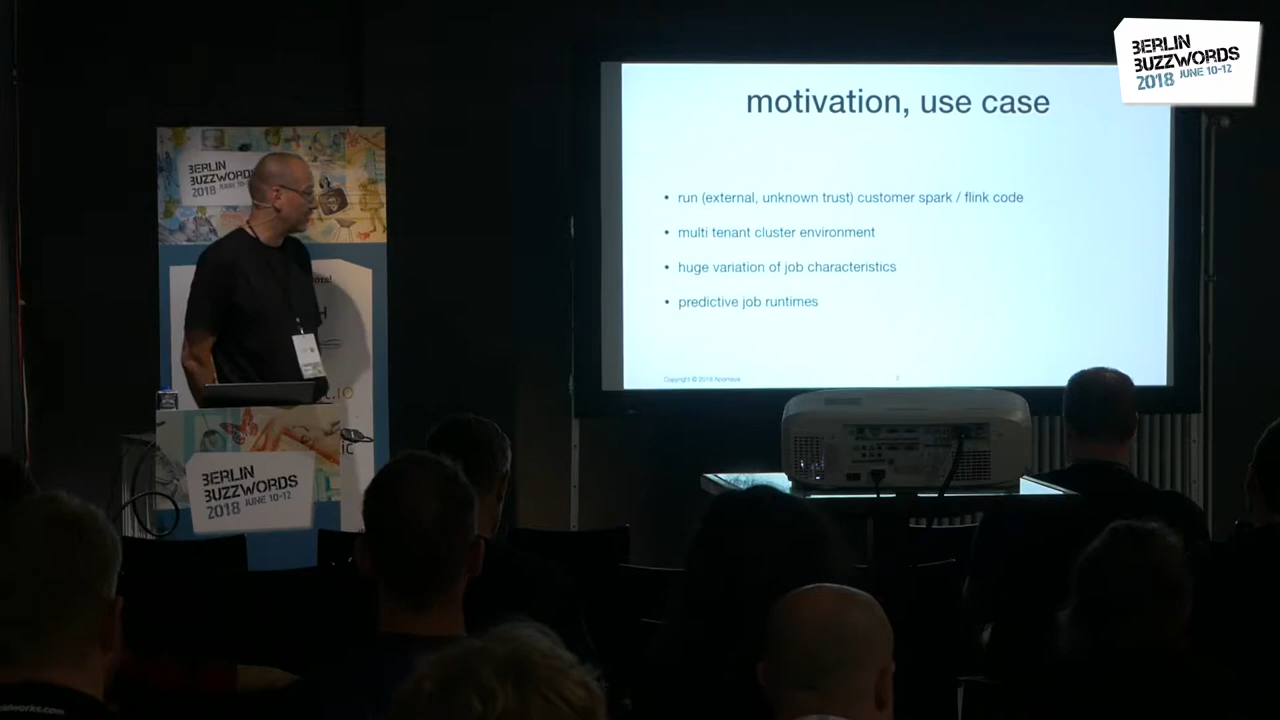 BERLIN
BUZZWORDS
2018 JUNE 10-12
motivation, use case
• run (external, unknown trust) customer spark / flink code
• multi tenant cluster environment
• huge variation of job characteristics
• predictive job runtimes
BERLIN
BUZZWORDS
2018
BERLIN
BUZZWORDS
2018 JUNE 10-12